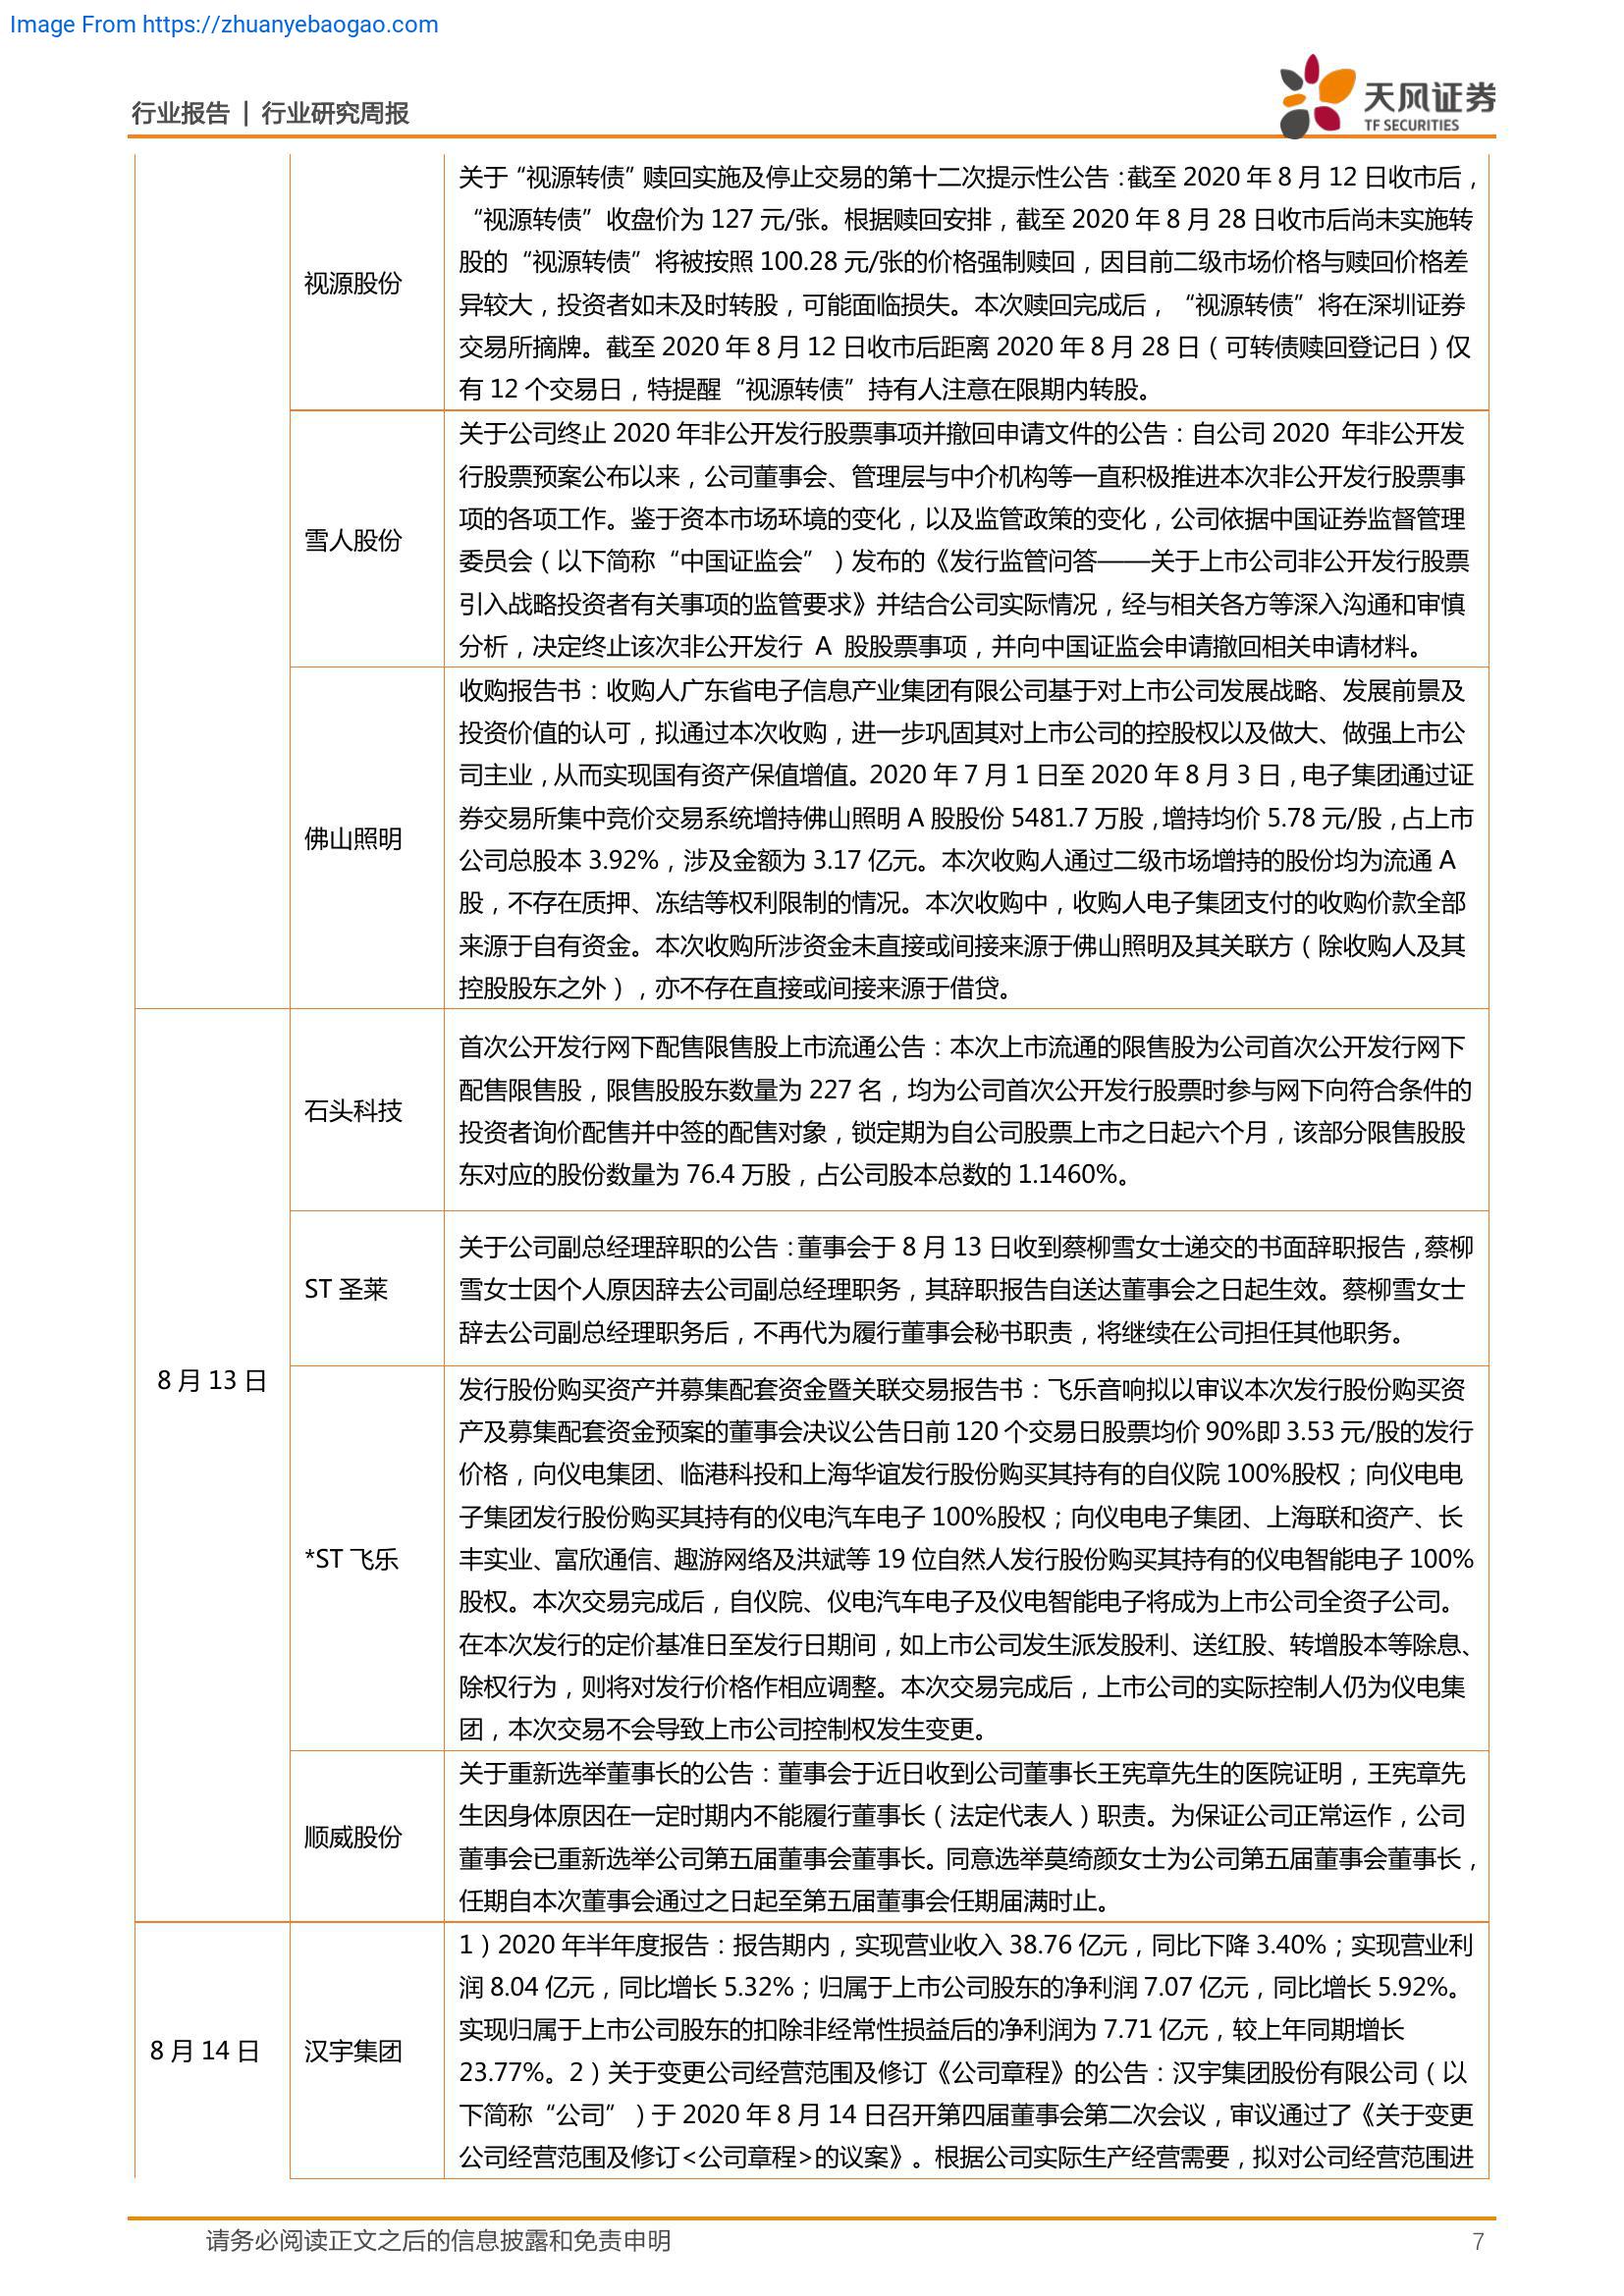 Image From https://zhuanyebaogao.com
行业报告 | 行业研究周报
天风证券
TF SECURITIES
视源股份
关于“视源转债”赎回实施及停止交易的第十二次提示性公告：截至 2020 年 8 月 12 日收市后，
“视源转债”收盘价为 127 元/张。根据赎回安排，截至 2020 年 8 月 28 日收市后尚未实施转
股的“视源转债”将被按照 100.28 元/张的价格强制赎回，因目前二级市场价格与赎回价格差
异较大，投资者如未及时转股，可能面临损失。本次赎回完成后，“视源转债”将在深圳证券
交易所摘牌。截至 2020 年 8 月 12 日收市后距离 2020 年 8 月 28 日（可转债赎回登记日）仅
有 12 个交易日，特提醒“视源转债”持有人注意在限期内转股。
雪人股份
关于公司终止 2020 年非公开发行股票事项并撤回申请文件的公告：自公司 2020 年非公开发
行股票预案公布以来，公司董事会、管理层与中介机构等一直积极推进本次非公开发行股票事
项的各项工作。鉴于资本市场环境的变化，以及监管政策的变化，公司依据中国证券监督管理
委员会（以下简称“中国证监会”）发布的《发行监管问答——关于上市公司非公开发行股票
引入战略投资者有关事项的监管要求》并结合公司实际情况，经与相关各方等深入沟通和审慎
分析，决定终止该次非公开发行 A 股股票事项，并向中国证监会申请撤回相关申请材料。
佛山照明
收购报告书：收购人广东省电子信息产业集团有限公司基于对上市公司发展战略、发展前景及
投资价值的认可，拟通过本次收购，进一步巩固其对上市公司的控股权以及做大、做强上市公
司主业，从而实现国有资产保值增值。2020 年 7 月 1 日至 2020 年 8 月 3 日，电子集团通过证
券交易所集中竞价交易系统增持佛山照明 A 股股份 5481.7 万股，增持均价 5.78 元/股，占上市
公司总股本 3.92%，涉及金额为 3.17 亿元。本次收购人通过二级市场增持的股份均为流通 A
股，不存在质押、冻结等权利限制的情况。本次收购中，收购人电子集团支付的收购价款全部
来源于自有资金。本次收购所涉资金未直接或间接来源于佛山照明及其关联方（除收购人及其
控股股东之外），亦不存在直接或间接来源于借贷。
8 月 13 日
石头科技
首次公开发行网下配售限售股上市流通公告：本次上市流通的限售股为公司首次公开发行网下
配售限售股，限售股股东数量为 227 名，均为公司首次公开发行股票时参与网下向符合条件的
投资者询价配售并中签的配售对象，锁定期为自公司股票上市之日起六个月，该部分限售股股
东对应的股份数量为 76.4 万股，占公司股本总数的 1.1460%。
ST 圣莱
关于公司副总经理辞职的公告：董事会于 8 月 13 日收到蔡柳雪女士递交的书面辞职报告，蔡柳
雪女士因个人原因辞去公司副总经理职务，其辞职报告自送达董事会之日起生效。蔡柳雪女士
辞去公司副总经理职务后，不再代为履行董事会秘书职责，将继续在公司担任其他职务。
*ST 飞乐
发行股份购买资产并募集配套资金暨关联交易报告书：飞乐音响拟以审议本次发行股份购买资
产及募集配套资金预案的董事会决议公告日前 120 个交易日股票均价 90%即 3.53 元/股的发行
价格，向仪电集团、临港科投和上海华谊发行股份购买其持有的自仪院 100%股权；向仪电电
子集团发行股份购买其持有的仪电汽车电子 100%股权；向仪电电子集团、上海联和资产、长
丰实业、富欣通信、趣游网络及洪斌等 19 位自然人发行股份购买其持有的仪电智能电子 100%
股权。本次交易完成后，自仪院、仪电汽车电子及仪电智能电子将成为上市公司全资子公司。
在本次发行的定价基准日至发行日期间，如上市公司发生派发股利、送红股、转增股本等除息、
除权行为，则将对发行价格作相应调整。本次交易完成后，上市公司的实际控制人仍为仪电集
团，本次交易不会导致上市公司控制权发生变更。
顺威股份
关于重新选举董事长的公告：董事会于近日收到公司董事长王宪章先生的医院证明，王宪章先
生因身体原因在一定时期内不能履行董事长（法定代表人）职责。为保证公司正常运作，公司
董事会已重新选举公司第五届董事会董事长。同意选举莫绮颜女士为公司第五届董事会董事长，
任期自本次董事会通过之日起至第五届董事会任期届满时止。
8 月 14 日
汉宇集团
1）2020 年半年度报告：报告期内，实现营业收入 38.76 亿元，同比下降 3.40%；实现营业利
润 8.04 亿元，同比增长 5.32%；归属于上市公司股东的净利润 7.07 亿元，同比增长 5.92%。
实现归属于上市公司股东的扣除非经常性损益后的净利润为 7.71 亿元，较上年同期增长
23.77%。2）关于变更公司经营范围及修订《公司章程》的公告：汉宇集团股份有限公司（以
下简称“公司”）于 2020 年 8 月 14 日召开第四届董事会第二次会议，审议通过了《关于变更
公司经营范围及修订<公司章程>的议案》。根据公司实际生产经营需要，拟对公司经营范围进
请务必阅读正文之后的信息披露和免责申明
7